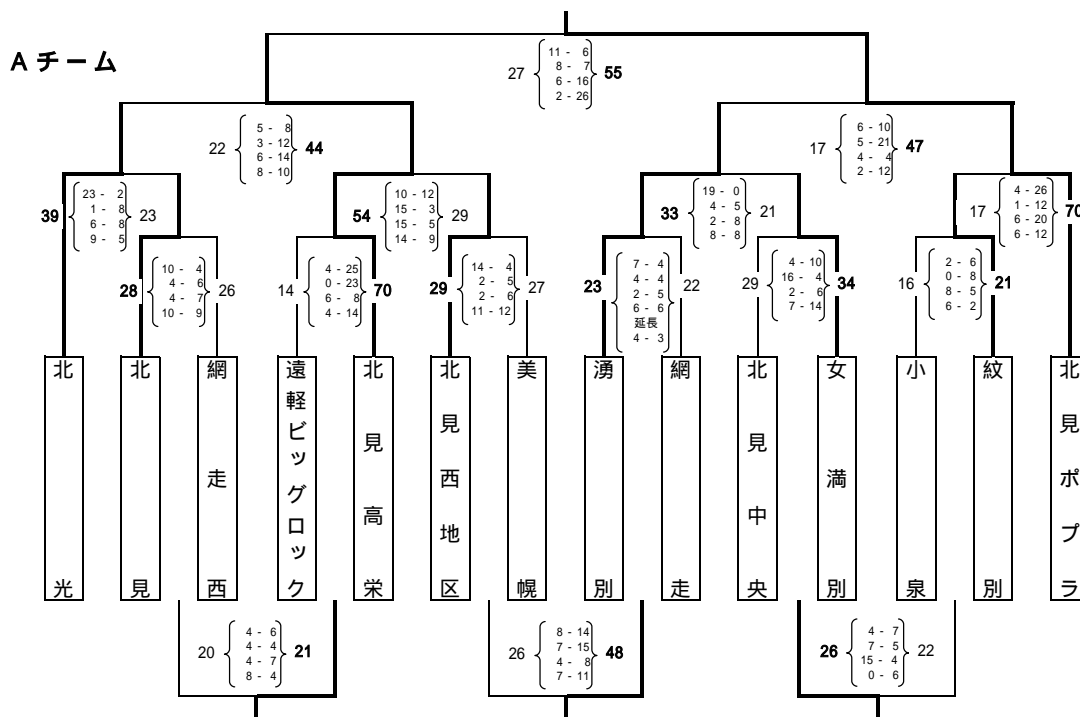 Aチーム
27 11 - 6 55
8 - 7
6 - 16
2 - 26
22 5 - 8 44
3 - 12
6 - 14
8 - 10
17 6 - 10 47
5 - 21
4 - 4
2 - 12
39 23 - 2 23
1 - 8
6 - 8
9 - 5
54 10 - 12 29
15 - 3
15 - 5
14 - 9
33 19 - 0 21
4 - 5
2 - 8
8 - 8
17 4 - 26 70
1 - 12
6 - 20
6 - 12
28 10 - 4 26
4 - 6
4 - 7
10 - 9
14 4 - 25 70
0 - 23
6 - 8
4 - 14
29 14 - 4 27
2 - 5
2 - 6
11 - 12
23 7 - 4 22
4 - 4
2 - 5
6 - 6
延長
4 - 3
29 4 - 10 34
16 - 4
2 - 6
7 - 14
16 2 - 6 21
0 - 8
8 - 5
6 - 2
北光
北見
網走西
遠軽ビッグロック
北見高栄
北見西地区
美幌
湧別
網走
北見中央
女満別
小泉
紋別
北見ポプラ
20 4 - 6 21
4 - 4
4 - 7
8 - 4
26 8 - 14 48
7 - 15
4 - 8
7 - 11
26 4 - 7 22
7 - 5
15 - 4
0 - 6